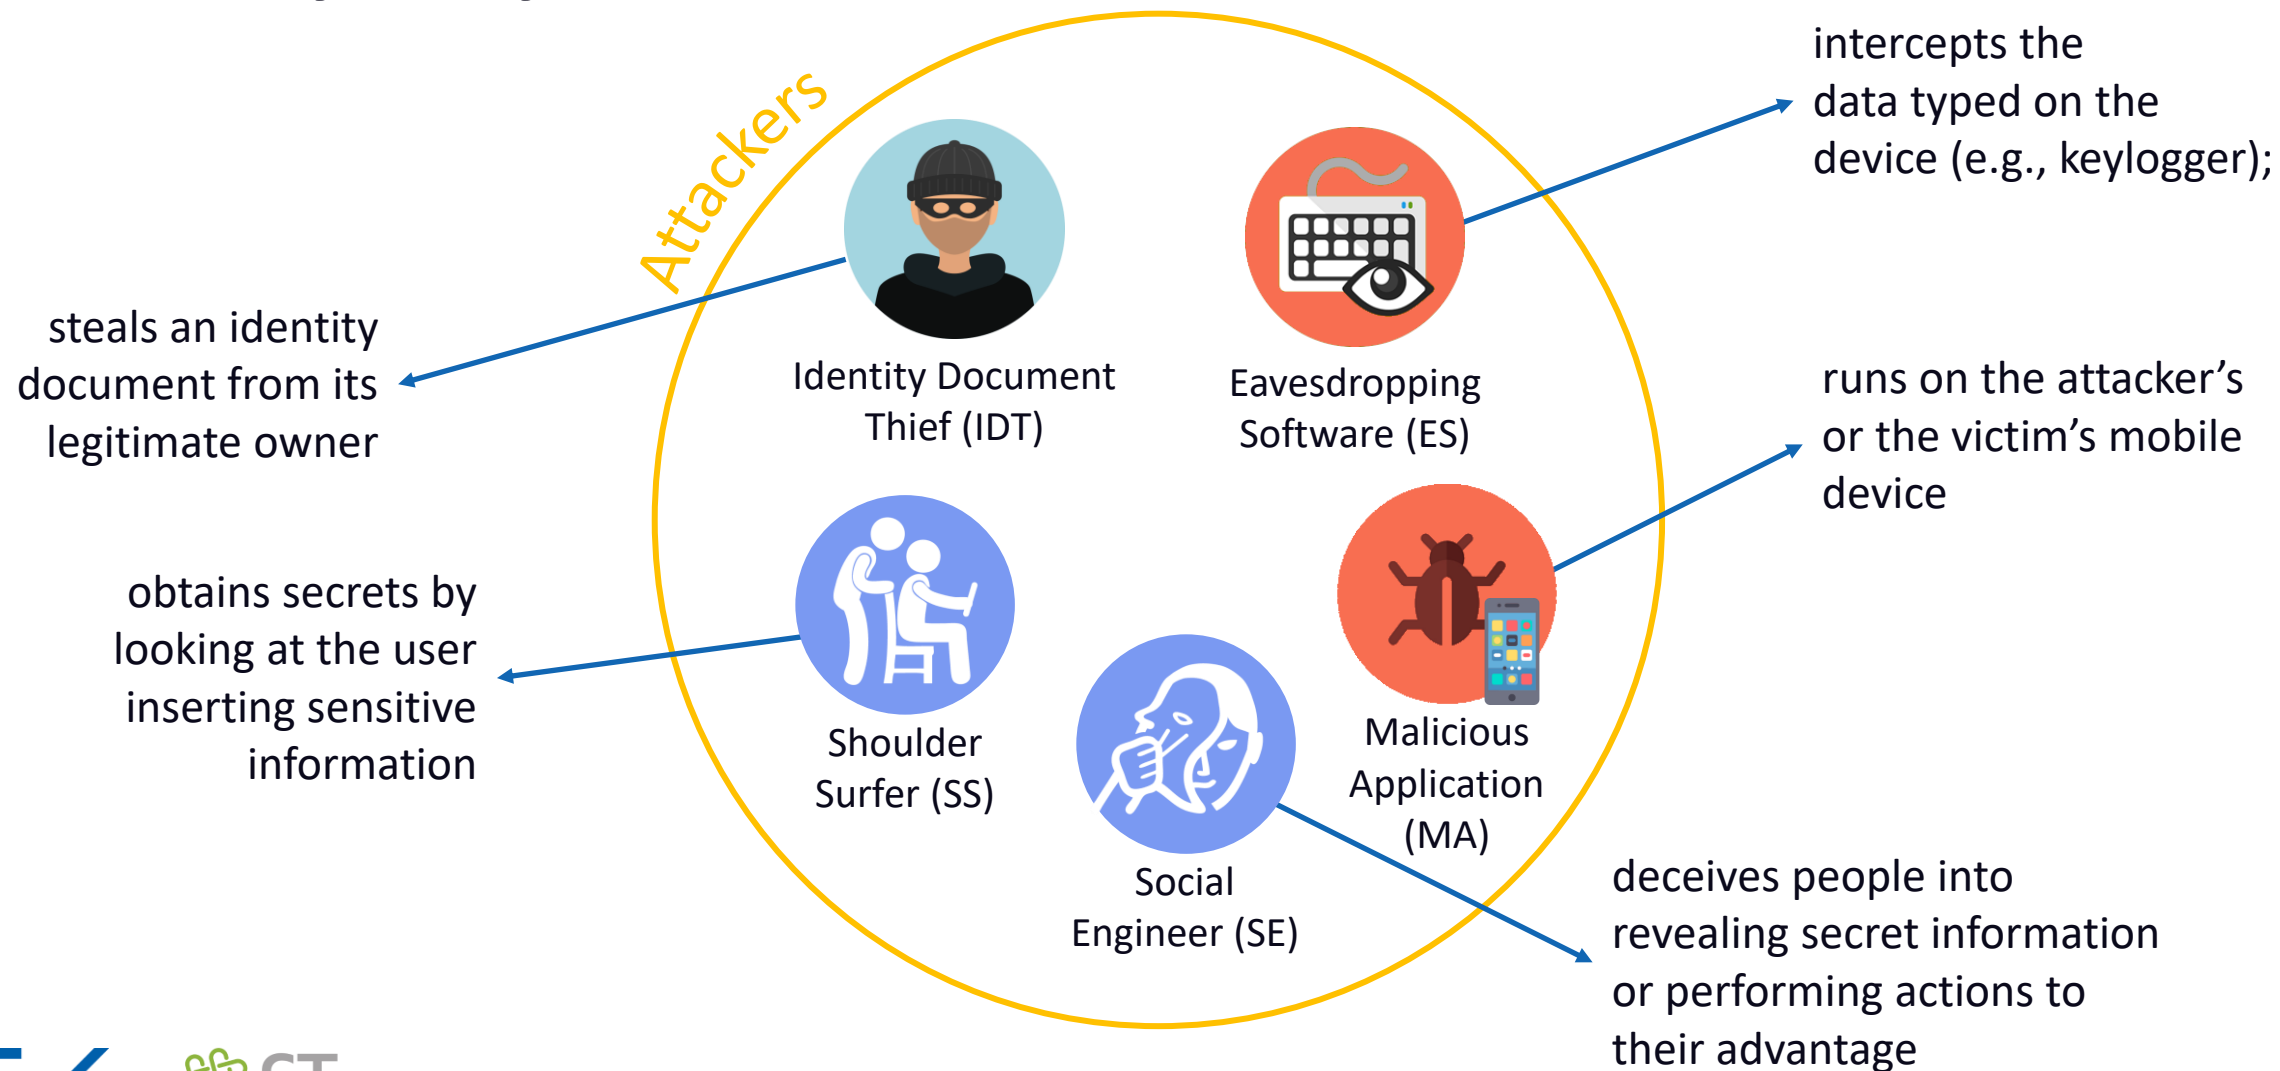 Attackers
intercepts the
data typed on the
device (e.g., keylogger);
steals an identity
document from its
legitimate owner
Identity Document
Thief (IDT)
Eavesdropping
Software (ES)
runs on the attacker’s
or the victim’s mobile
device
obtains secrets by
looking at the user
inserting sensitive
information
Shoulder
Surfer (SS)
Social
Engineer (SE)
Malicious
Application
(MA)
deceives people into
revealing secret information
or performing actions to
their advantage